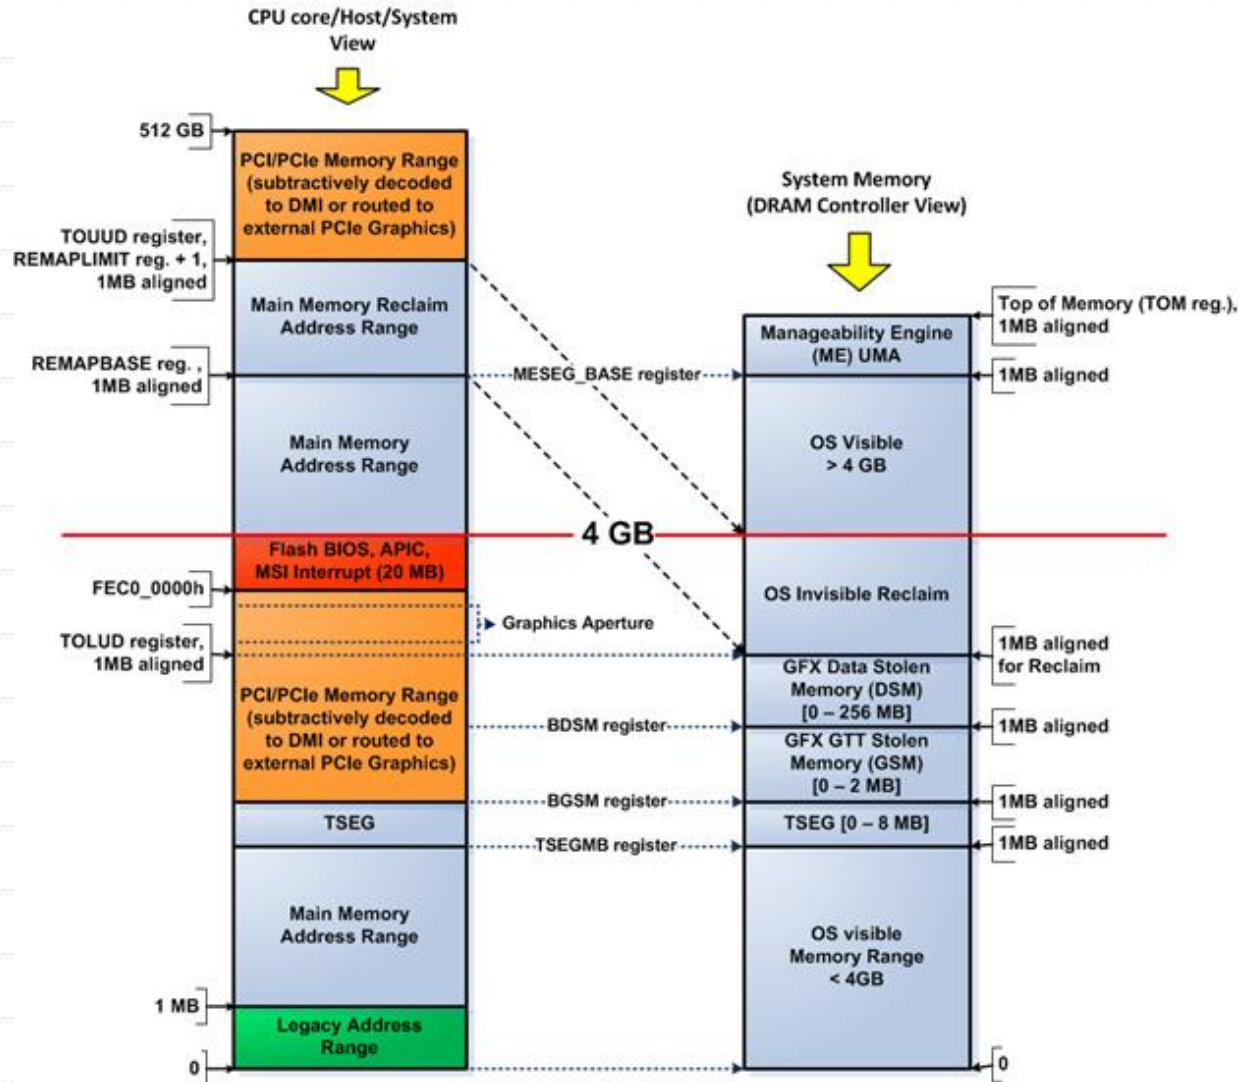 CPU core/Host/System
View
512 GB
PCI/PCIe Memory Range
(subtractively decoded
to DMI or routed to
external PCIe Graphics)
TOUUD register,
REMAPLIMIT reg. + 1,
1MB aligned
Main Memory Reclaim
Address Range
REMAPBASE reg. ,
1MB aligned
Main Memory
Address Range
Flash BIOS, APIC,
MSI Interrupt (20 MB)
FEC0_0000h
TOLUD register,
1MB aligned
PCI/PCIe Memory Range
(subtractively decoded
to DMI or routed to
external PCIe Graphics)
TSEG
Main Memory
Address Range
1 MB
Legacy Address
Range
0
MESEG_BASE register
4 GB
Graphics Aperture
BDSM register
BGSM register
TSEGMB register
System Memory
(DRAM Controller View)
Manageability Engine
(ME) UMA
OS Visible
> 4 GB
OS Invisible Reclaim
GFX Data Stolen
Memory (DSM)
[0 – 256 MB]
GFX GTT Stolen
Memory (GSM)
[0 – 2 MB]
TSEG [0 – 8 MB]
OS visible
Memory Range
< 4GB
Top of Memory (TOM reg.),
1MB aligned
1MB aligned
1MB aligned
for Reclaim
1MB aligned
1MB aligned
1MB aligned
0